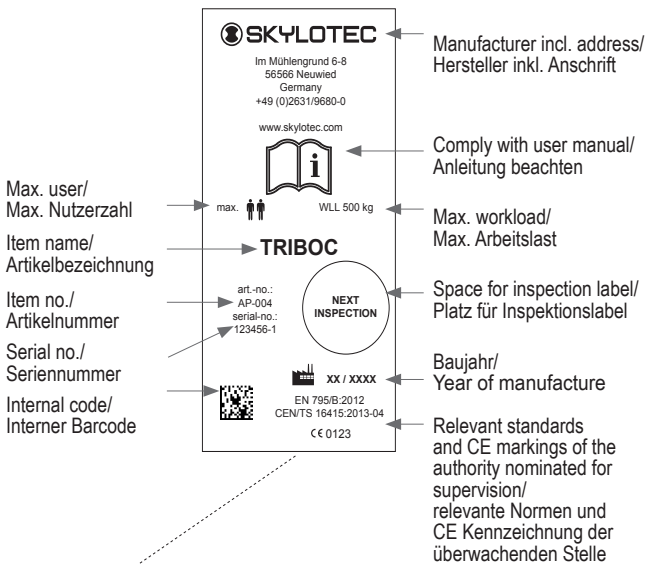 SKYLOTEC
Im Mühlengrund 6-8
56566 Neuwied
Germany
+49 (0)2631/9680-0
www.skylotec.com
i
max.
WLL 500 kg
TRIBOC
art.-no.:
AP-004
serial-no.:
123456-1
NEXT
INSPECTION
XX / XXXX
EN 795/B:2012
CEN/TS 16415:2013-04
CE 0123
Max. user/
Max. Nutzerzahl
Item name/
Artikelbezeichnung
Item no./
Artikelnummer
Serial no./
Seriennummer
Internal code/
Interner Barcode
Manufacturer incl. address/
Hersteller inkl. Anschrift
Comply with user manual/
Anleitung beachten
Max. workload/
Max. Arbeitslast
Space for inspection label/
Platz für Inspektionslabel
Baujahr/
Year of manufacture
Relevant standards
and CE markings of the
authority nominated for
supervision/
relevante Normen und
CE Kennzeichnung der
überwachenden Stelle